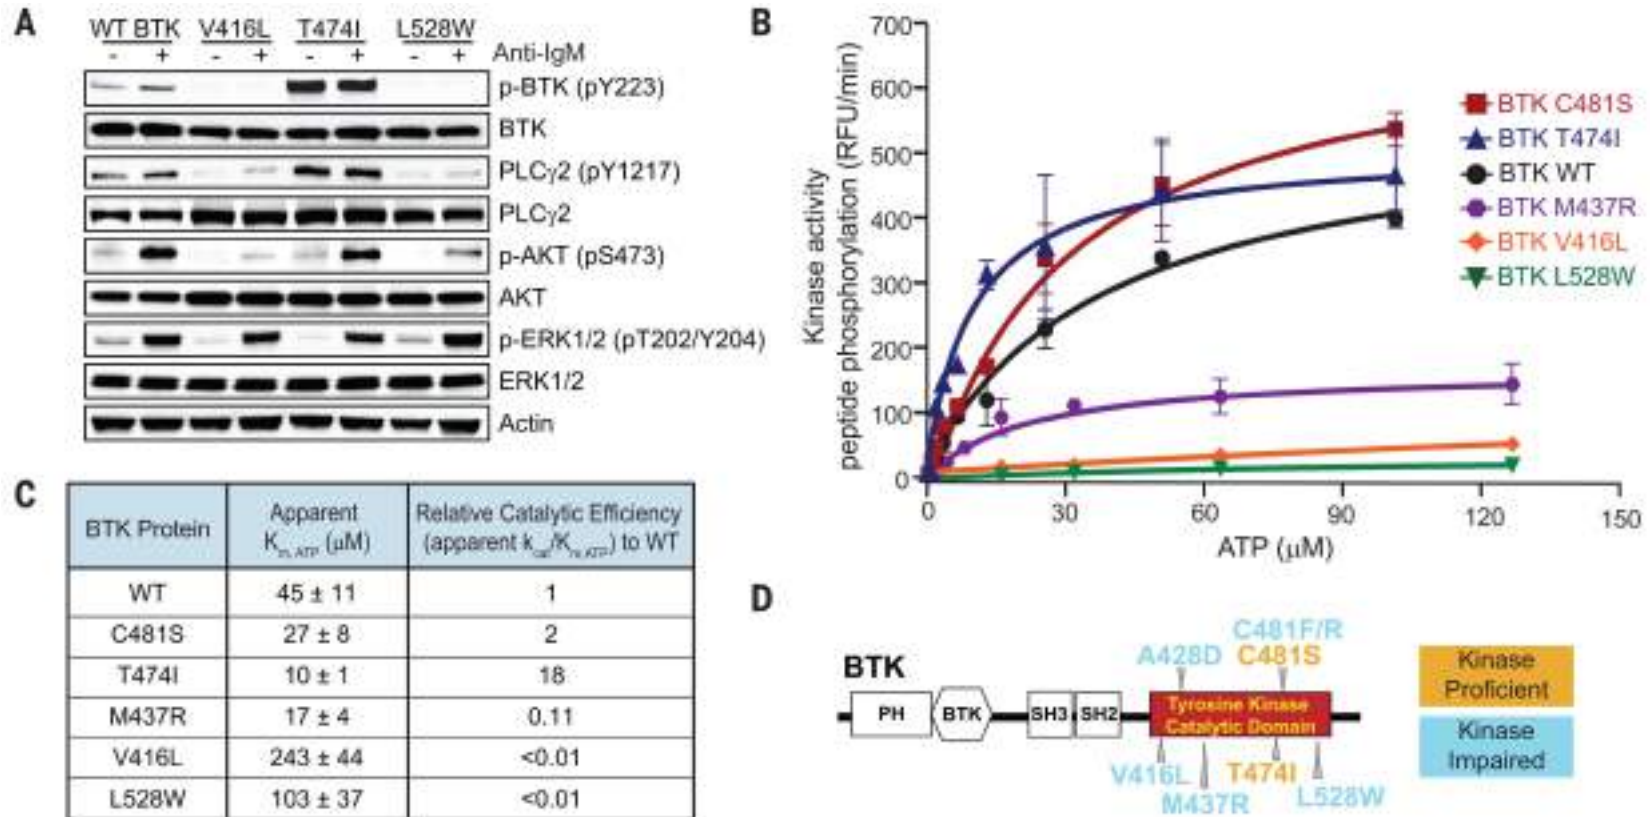 A
WT BTK V416L T474I L528W
- + - + - + - + Anti-IgM
p-BTK (pY223)
BTK
PLCγ2 (pY1217)
PLCγ2
p-AKT (pS473)
AKT
p-ERK1/2 (pT202/Y204)
ERK1/2
Actin
B
Kinase activity
peptide phosphorylation (RFU/min)
700
600
500
400
300
200
100
0
0 30 60 90 120 150
ATP (μM)
BTK C481S
BTK T474I
BTK WT
BTK M437R
BTK V416L
BTK L528W
C
BTK Protein Apparent Relative Catalytic Efficiency
Km, ATP (μM) (apparent kcat/Km ATP) to WT
WT 45 ± 11 1
C481S 27 ± 8 2
T474I 10 ± 1 18
M437R 17 ± 4 0.11
V416L 243 ± 44 <0.01
L528W 103 ± 37 <0.01
D
C481F/R
A428D C481S
BTK
PH BTK SH3 SH2 Tyrosine Kinase
Catalytic Domain
V416L T474I
M437R L528W
Kinase
Proficient
Kinase
Impaired